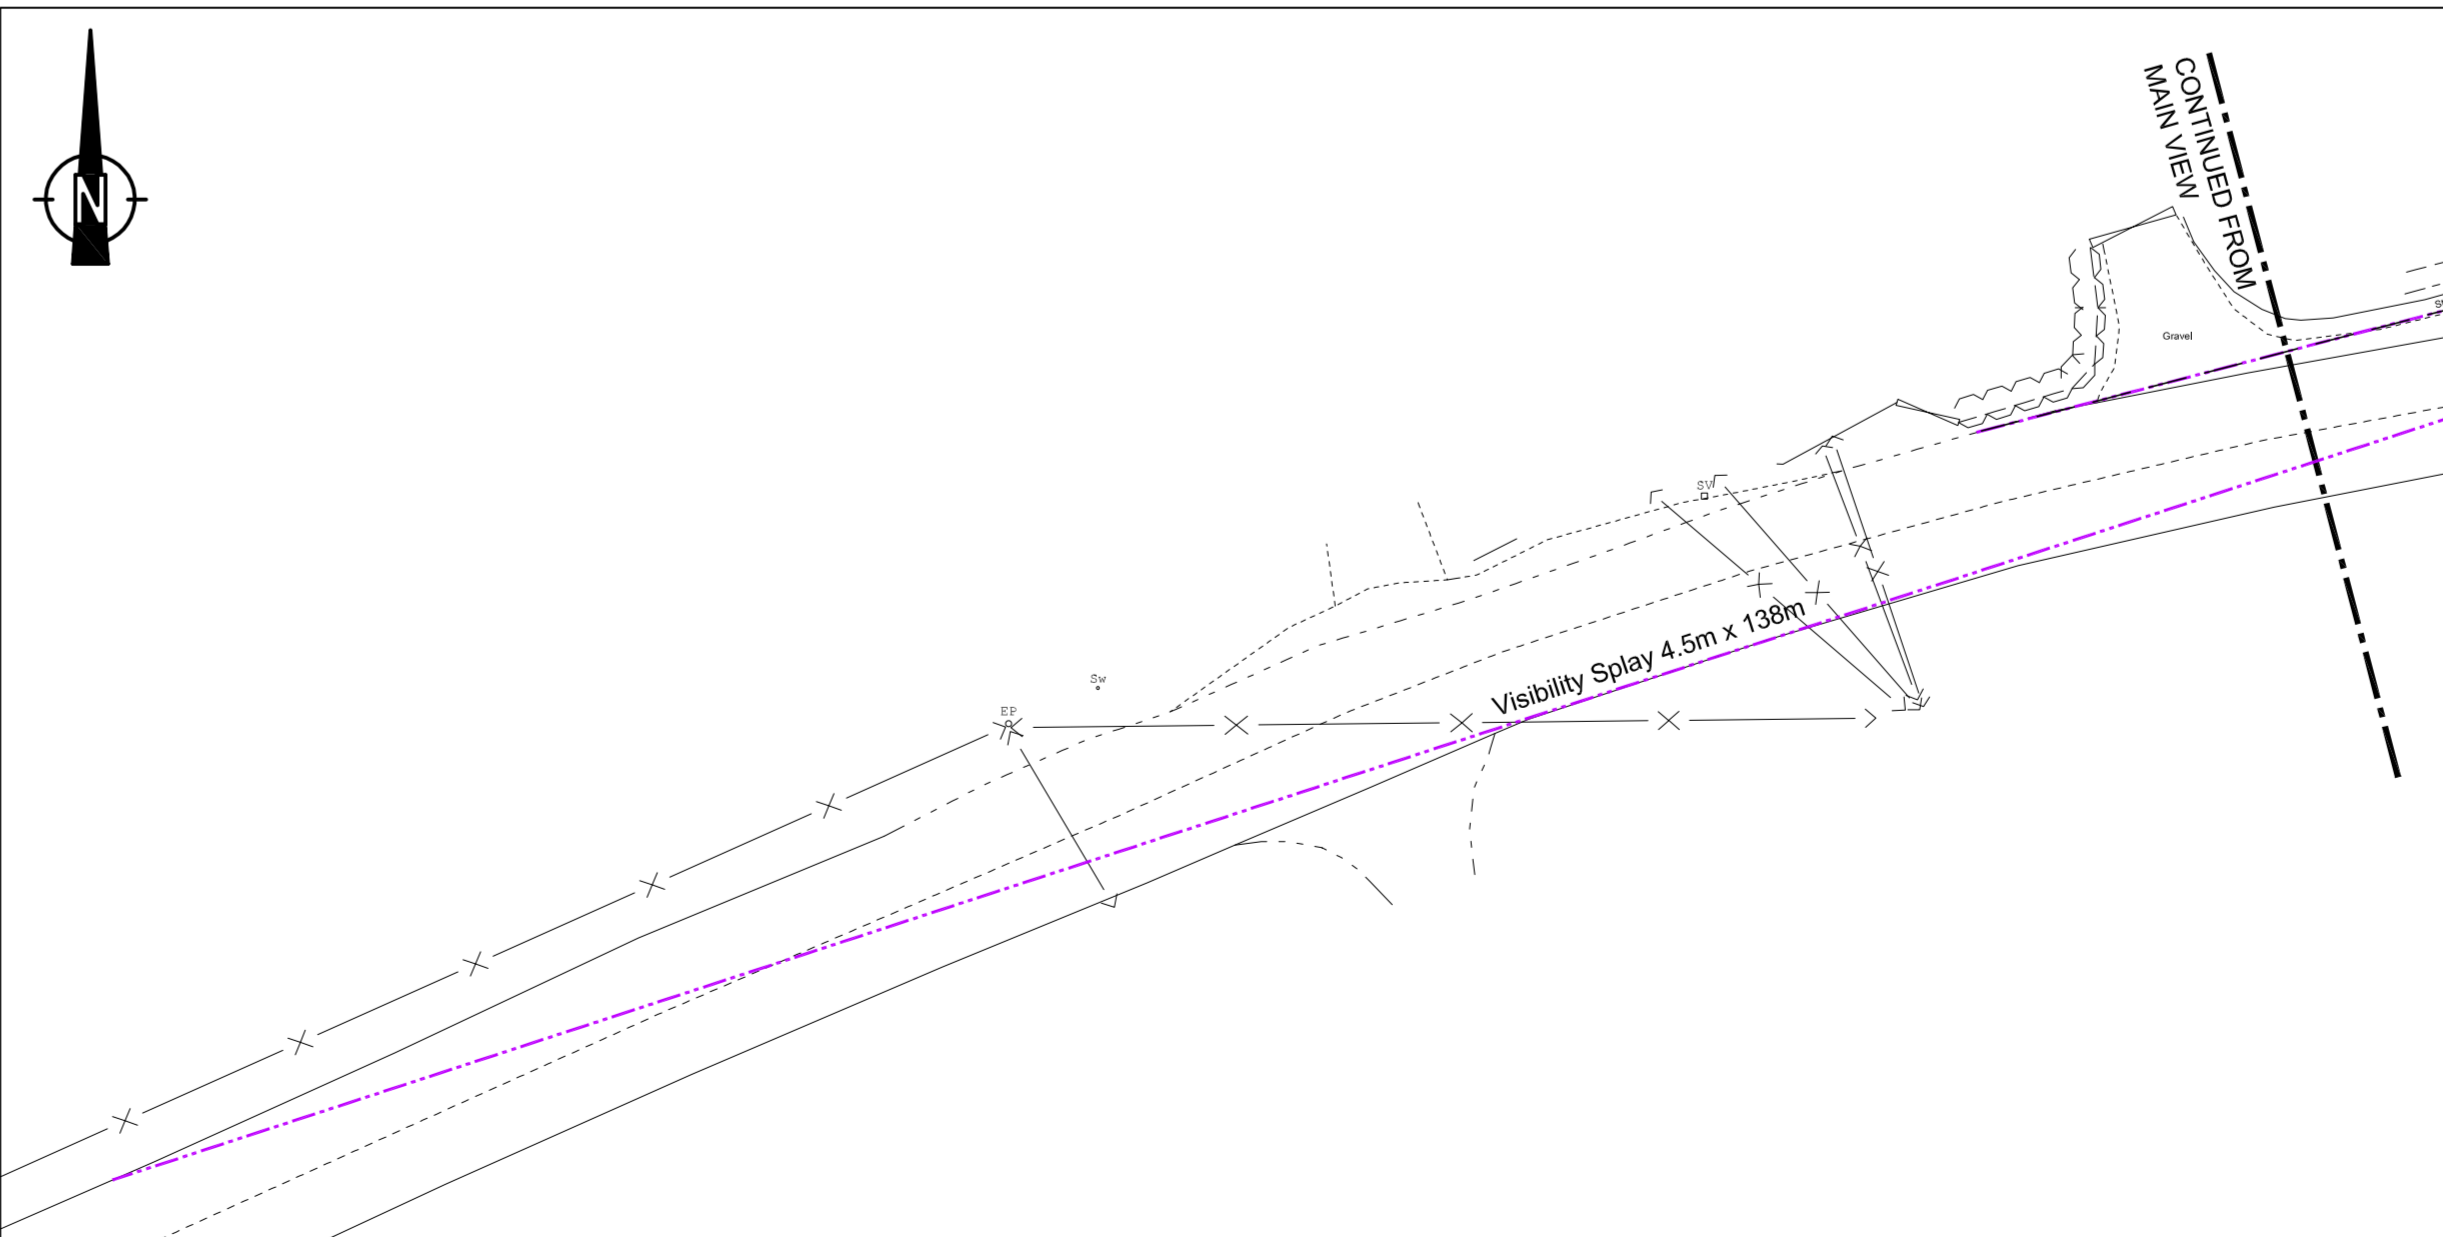 N
CONTINUED FROM
MAIN VIEW
Gravel
SV
Visibility Splay 4.5m x 138m
Sw
EP